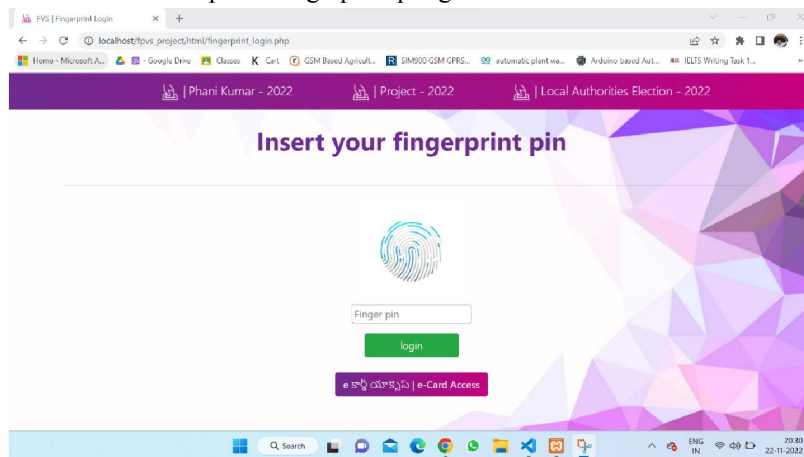 FVS | Fingerprint Login
localhost/fpvs_project/html/fingerprint_login.php
Home - Microsoft A... - Google Drive Classes Cart GSM Based Agricult... SIM900 GSM GPRS... automatic plant wa... Arduino based Aut... IELTS Writing Task 1...
| Phani Kumar - 2022 | Project - 2022 | Local Authorities Election - 2022
Insert your fingerprint pin
Finger pin
login
e కార్డ్ యాక్సెస్ | e-Card Access
Search ENG 20:30
IN 22-11-2022